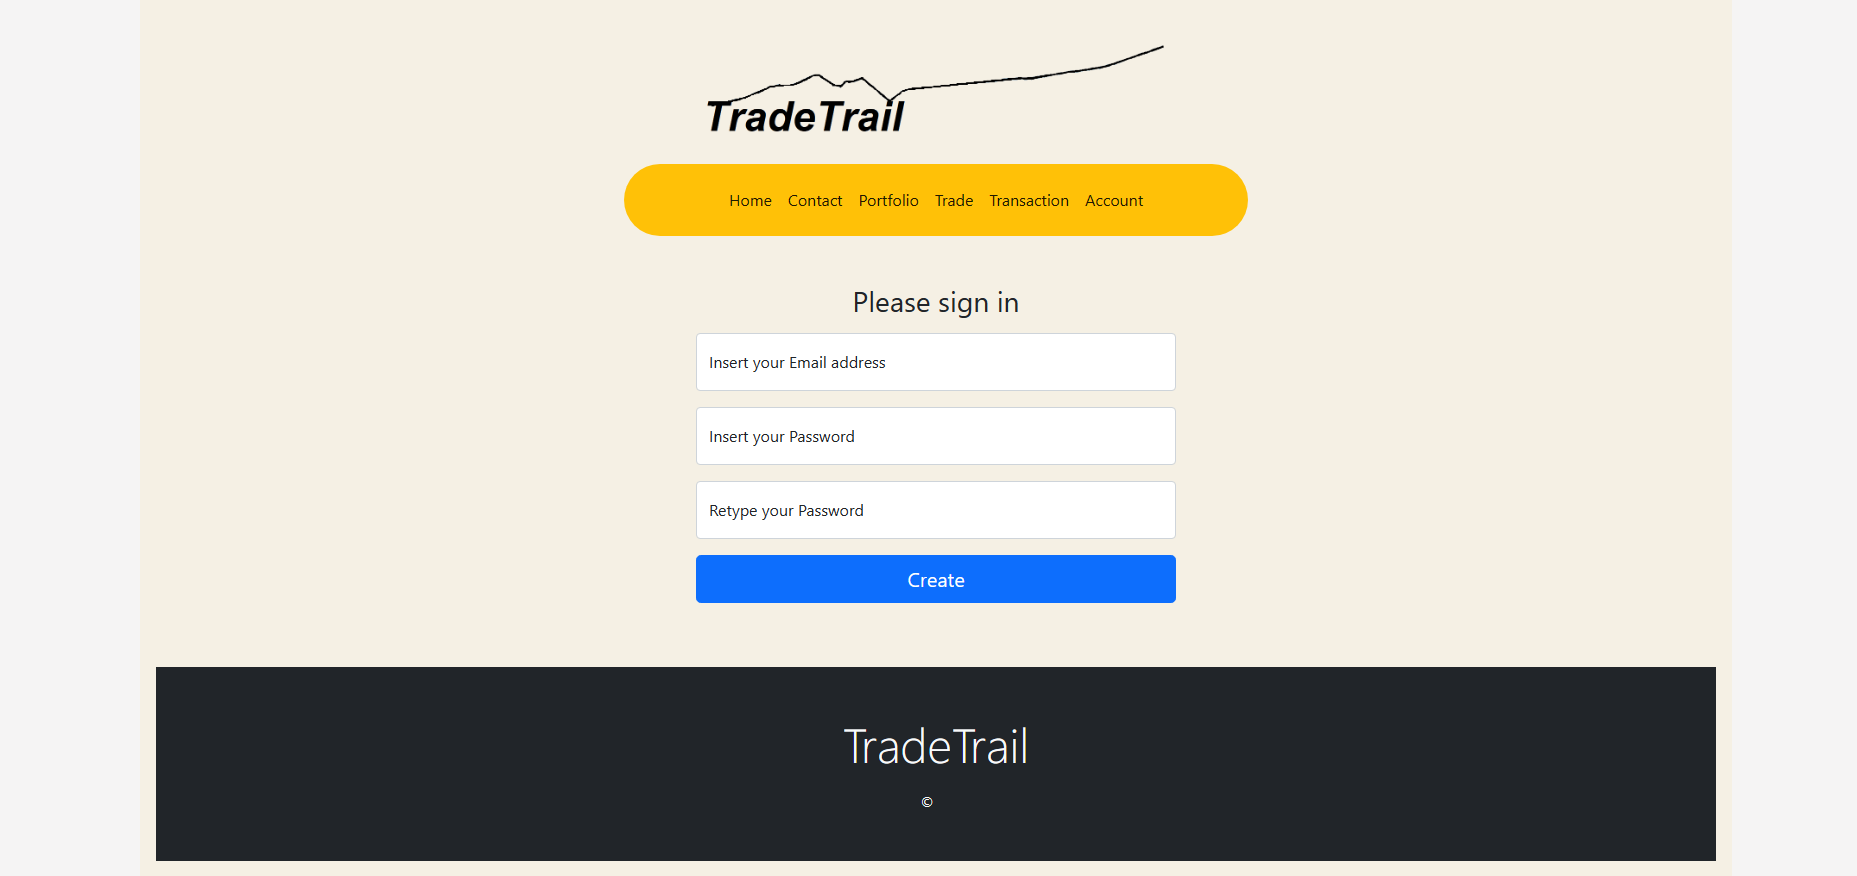 TradeTrail
Home Contact Portfolio Trade Transaction Account
Please sign in
Insert your Email address
Insert your Password
Retype your Password
Create
TradeTrail
©